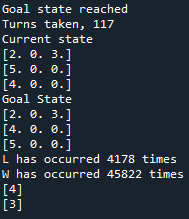 Goal state reached
Turns taken, 117
Current state
[2. 0. 3.]
[5. 0. 0.]
[4. 0. 0.]
Goal State
[2. 0. 3.]
[4. 0. 0.]
[5. 0. 0.]
L has occurred 4178 times
W has occurred 45822 times
[4]
[3]